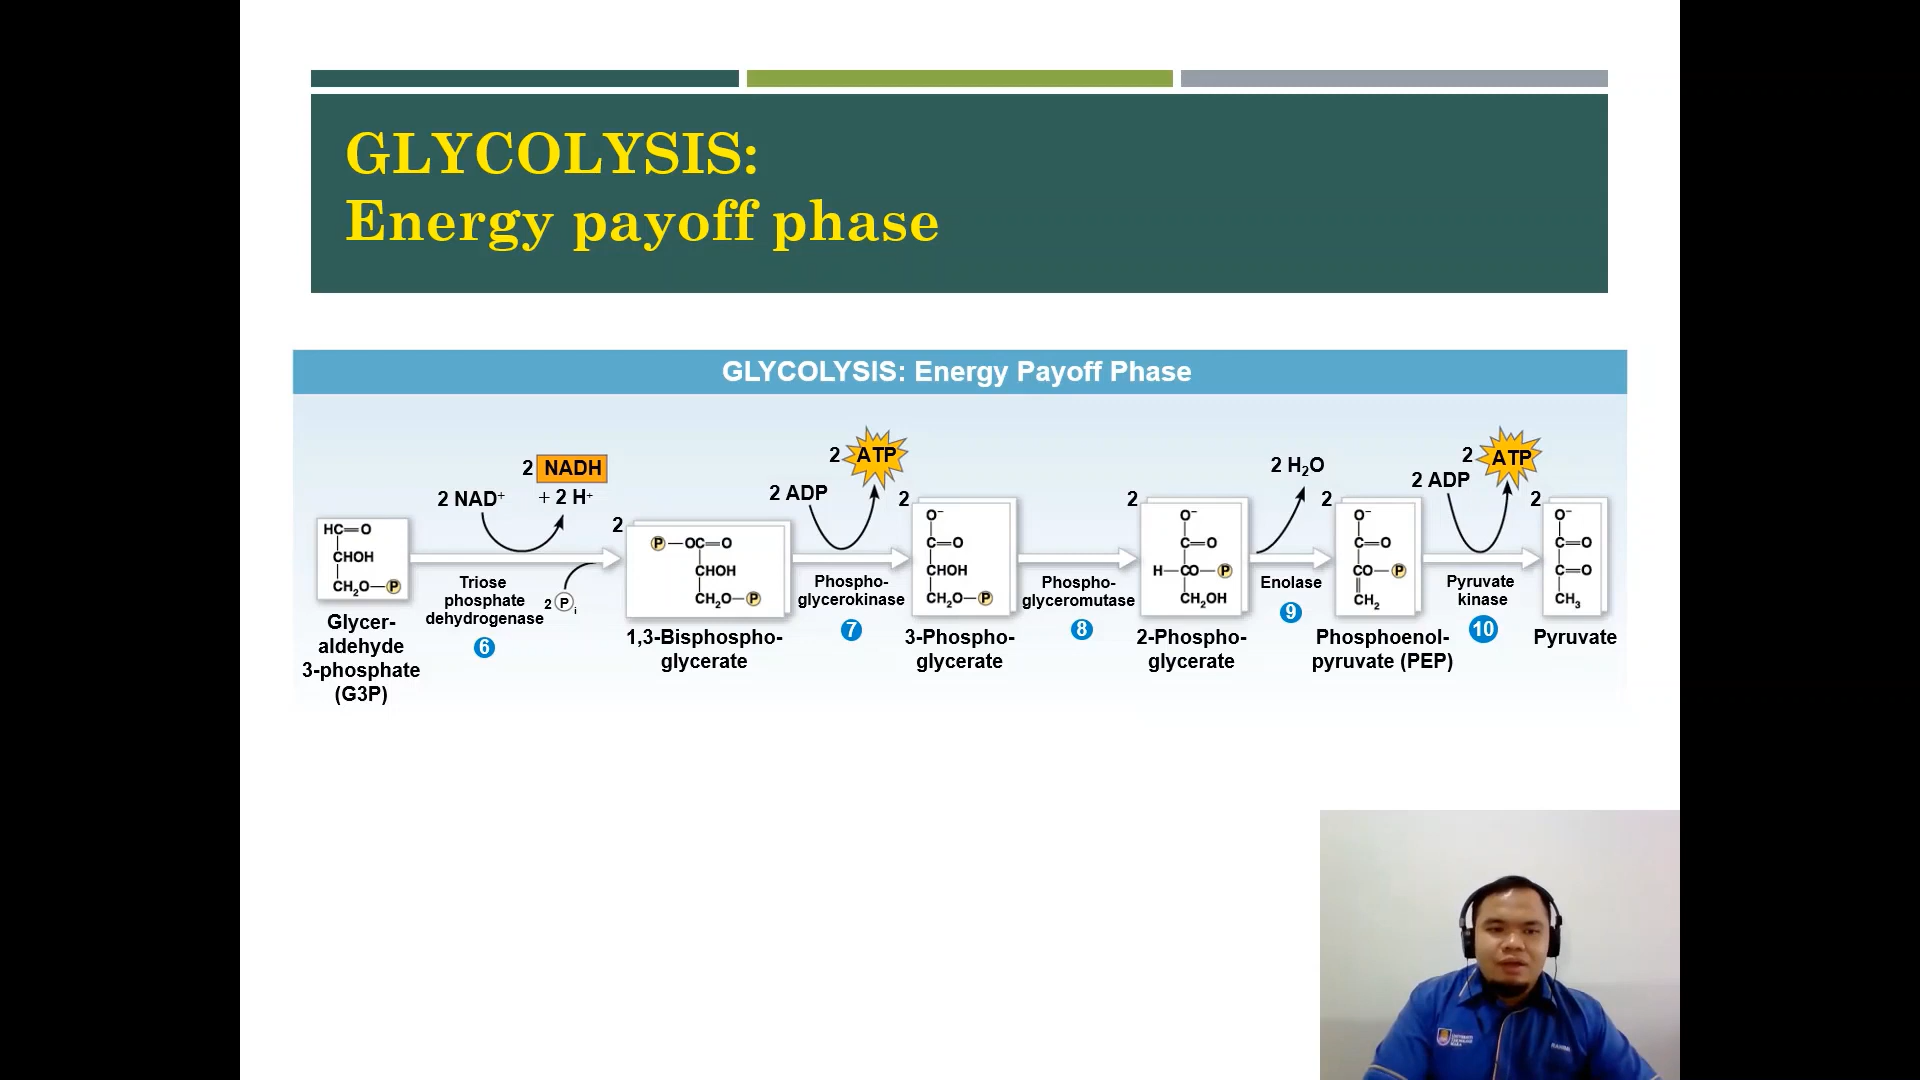 GLYCOLYSIS:
Energy payoff phase
GLYCOLYSIS: Energy Payoff Phase
2 NAD⁺
2 NADH
+ 2 H⁺
2 ADP
2 ATP
2 H₂O
2 ADP
2 ATP
HC=O
CHOH
CH₂O—P
Glycer-
aldehyde
3-phosphate
(G3P)
Triose
phosphate
dehydrogenase
6
2 Pi
2
P—OC=O
CHOH
CH₂O—P
1,3-Bisphospho-
glycerate
Phospho-
glycerokinase
7
2
O⁻
C=O
CHOH
CH₂O—P
3-Phospho-
glycerate
Phospho-
glyceromutase
8
2
O⁻
C=O
H—CO—P
CH₂OH
2-Phospho-
glycerate
Enolase
9
2
O⁻
C=O
CO—P
CH₂
Phosphoenol-
pyruvate (PEP)
Pyruvate
kinase
10
2
O⁻
C=O
C=O
CH₃
Pyruvate
UNIVERSITI
TEKNOLOGI
MARA